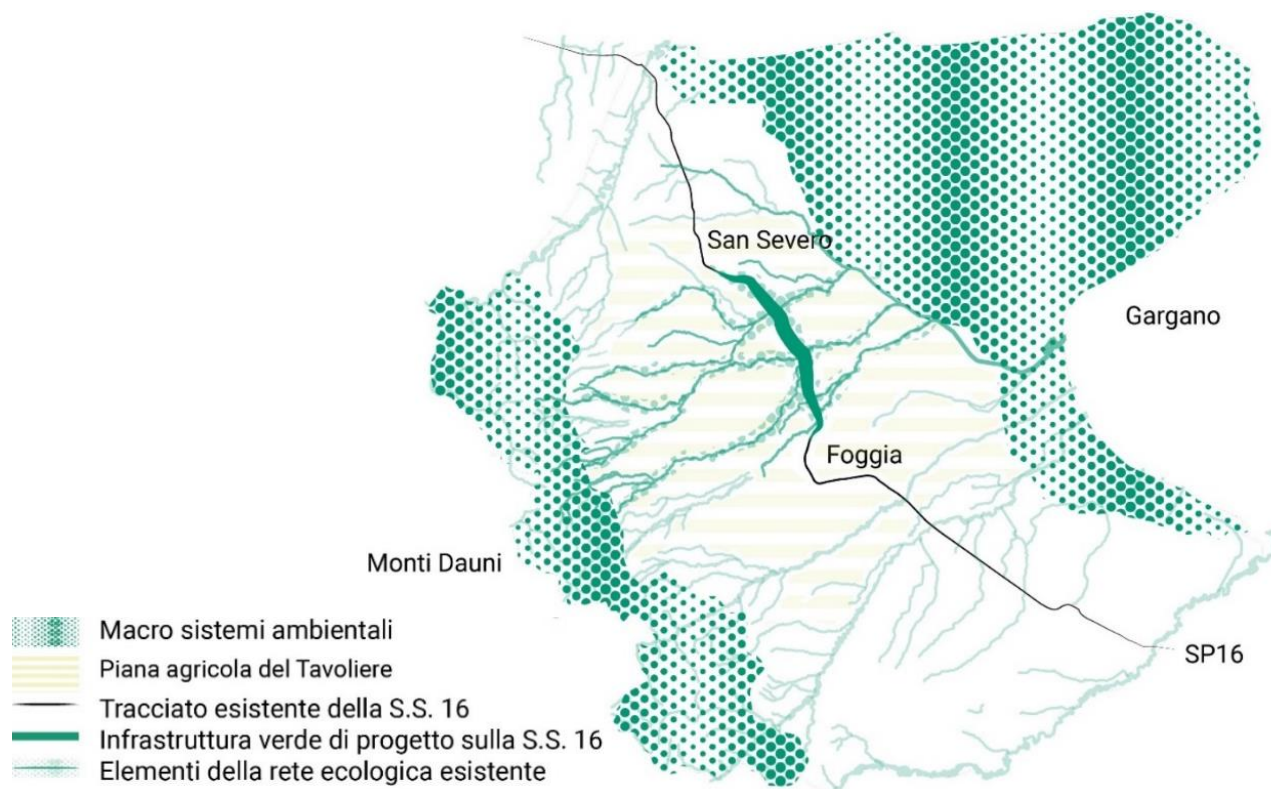 San Severo
Gargano
Foggia
Monti Dauni
SP16
Macro sistemi ambientali
Piana agricola del Tavoliere
Tracciato esistente della S.S. 16
Infrastruttura verde di progetto sulla S.S. 16
Elementi della rete ecologica esistente